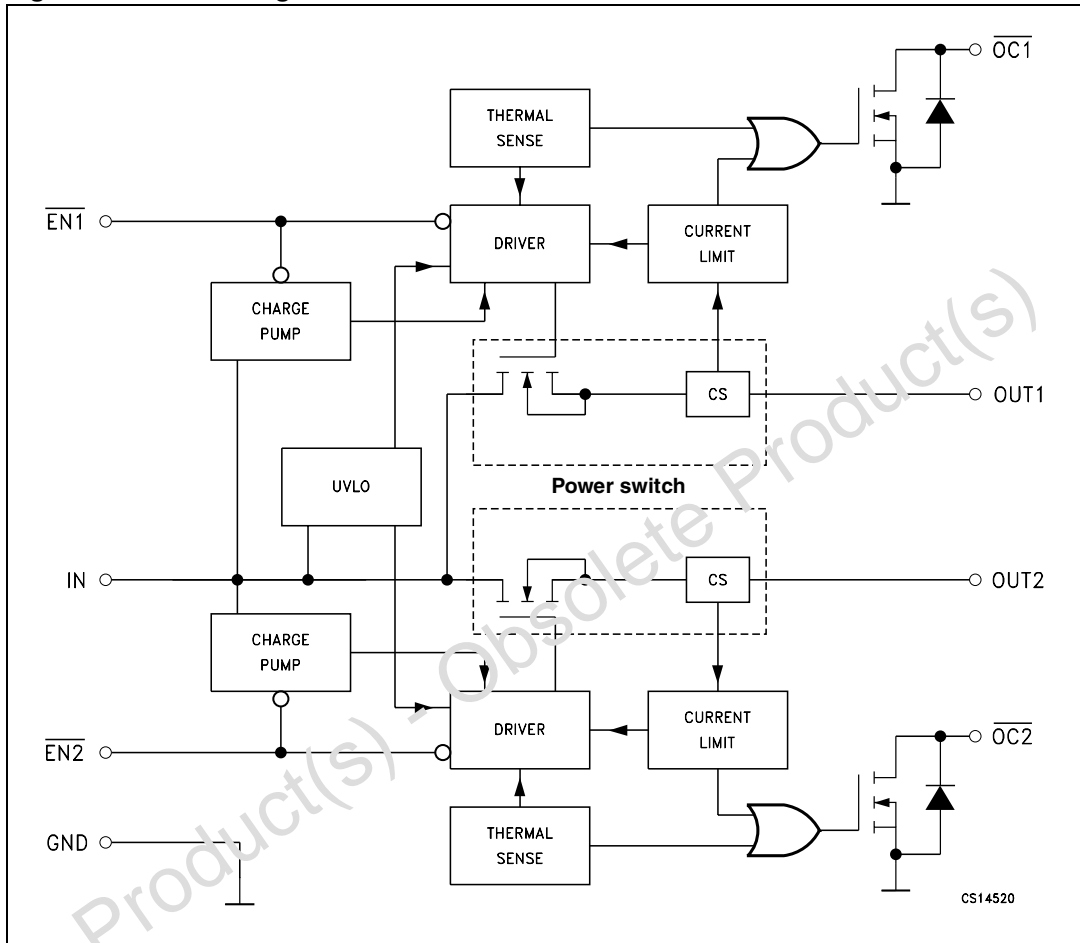 OC1
THERMAL
SENSE
EN1
DRIVER
CURRENT
LIMIT
CHARGE
PUMP
CS
OUT1
UVLO
Power switch
IN
CS
OUT2
CHARGE
PUMP
DRIVER
CURRENT
LIMIT
EN2
OC2
GND
THERMAL
SENSE
CS14520
Product(s) - Obsolete Product(s)